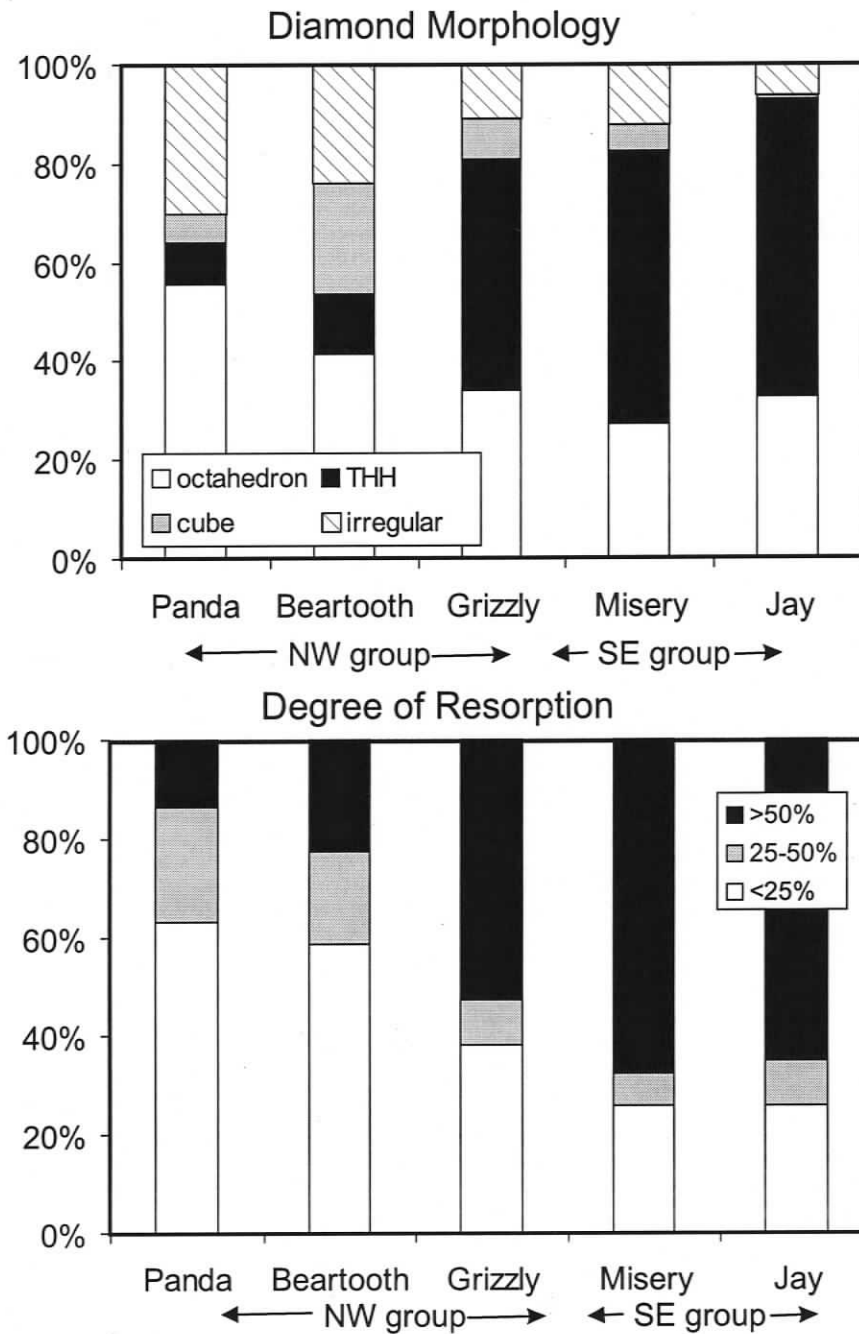 Diamond Morphology
100%
80%
60%
40%
20%
0%
octahedron THH
cube irregular
Panda Beartooth Grizzly Misery Jay
NW group SE group
Degree of Resorption
100%
80%
60%
40%
20%
0%
>50%
25-50%
<25%
Panda Beartooth Grizzly Misery Jay
NW group SE group